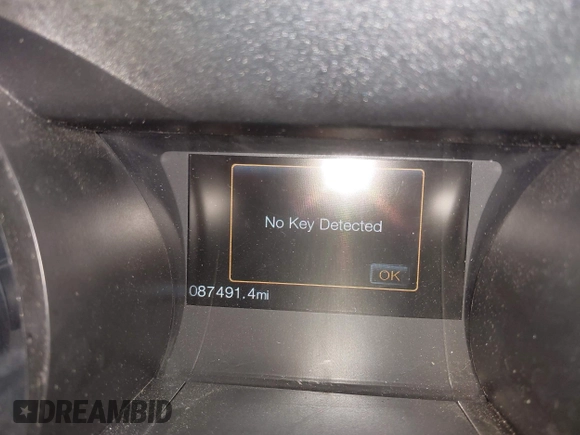 No Key Detected
OK
087491.4mi
DREAMBID